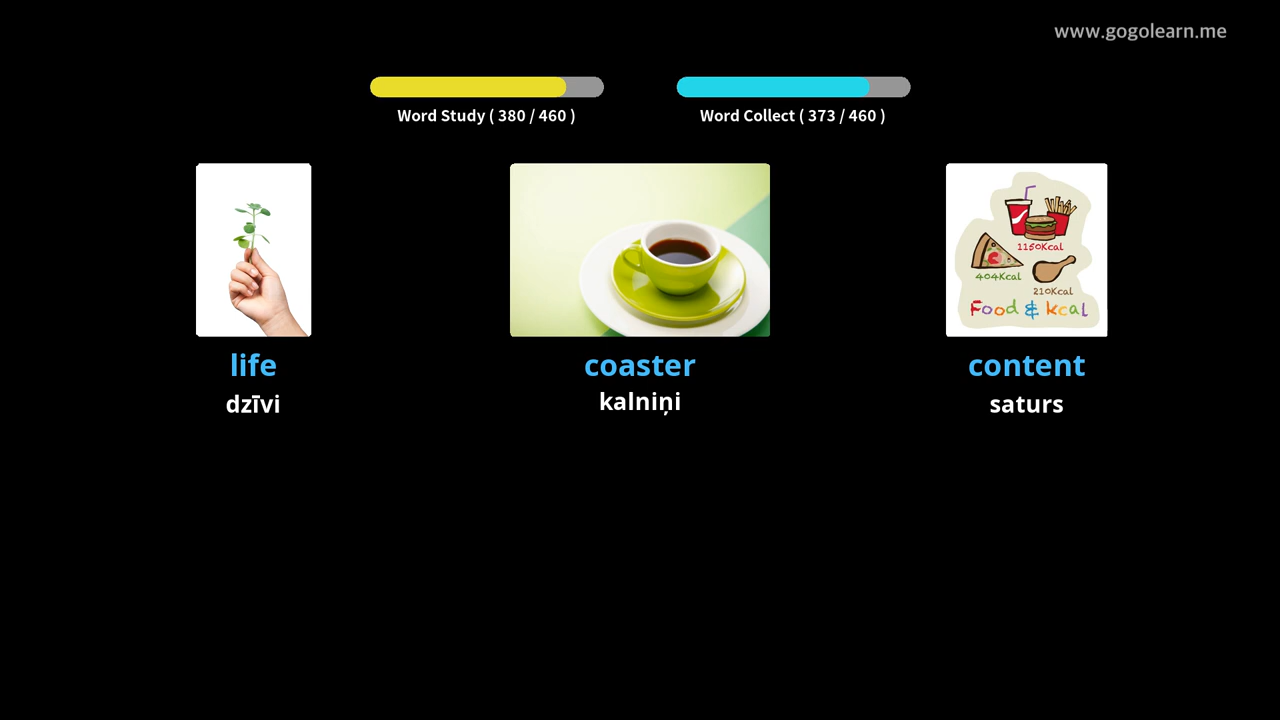 www.gogolearn.me
Word Study ( 380 / 460 )
Word Collect ( 373 / 460 )
1150Kcal
404Kcal
210Kcal
Food & kcal
life
coaster
content
dzīvi
kalniņi
saturs